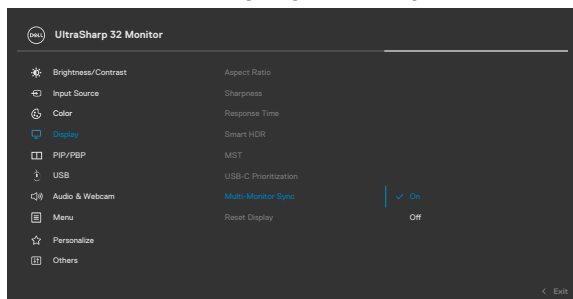 DELL UltraSharp 32 Monitor
Brightness/Contrast Aspect Ratio
Input Source Sharpness
Color Response Time
Display Smart HDR
PIP/PBP MST
USB USB-C Prioritization
Audio & Webcam Multi-Monitor Sync ✓ On
Menu Reset Display Off
Personalize
Others
< Exit